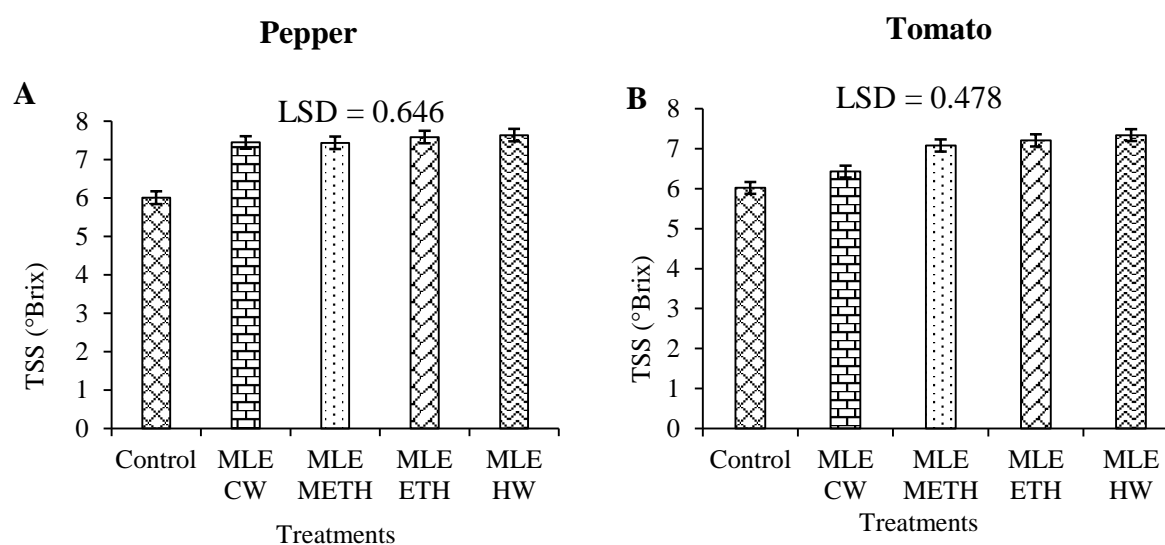 Pepper
A
LSD = 0.646
8
7
6
5
4
3
2
1
0
TSS (°Brix)
Control MLE MLE MLE MLE
CW METH ETH HW
Treatments
Tomato
B
LSD = 0.478
8
7
6
5
4
3
2
1
0
TSS (°Brix)
Control MLE MLE MLE MLE
CW METH ETH HW
Treatments